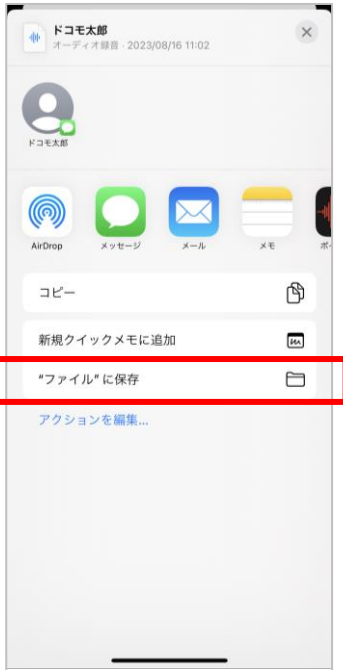 ドコモ太郎
オーディオ録音・2023/08/16 11:02
ドコモ太郎
AirDrop メッセージ メール メモ ボ
コピー
新規クイックメモに追加
"ファイル" に保存
アクションを編集...